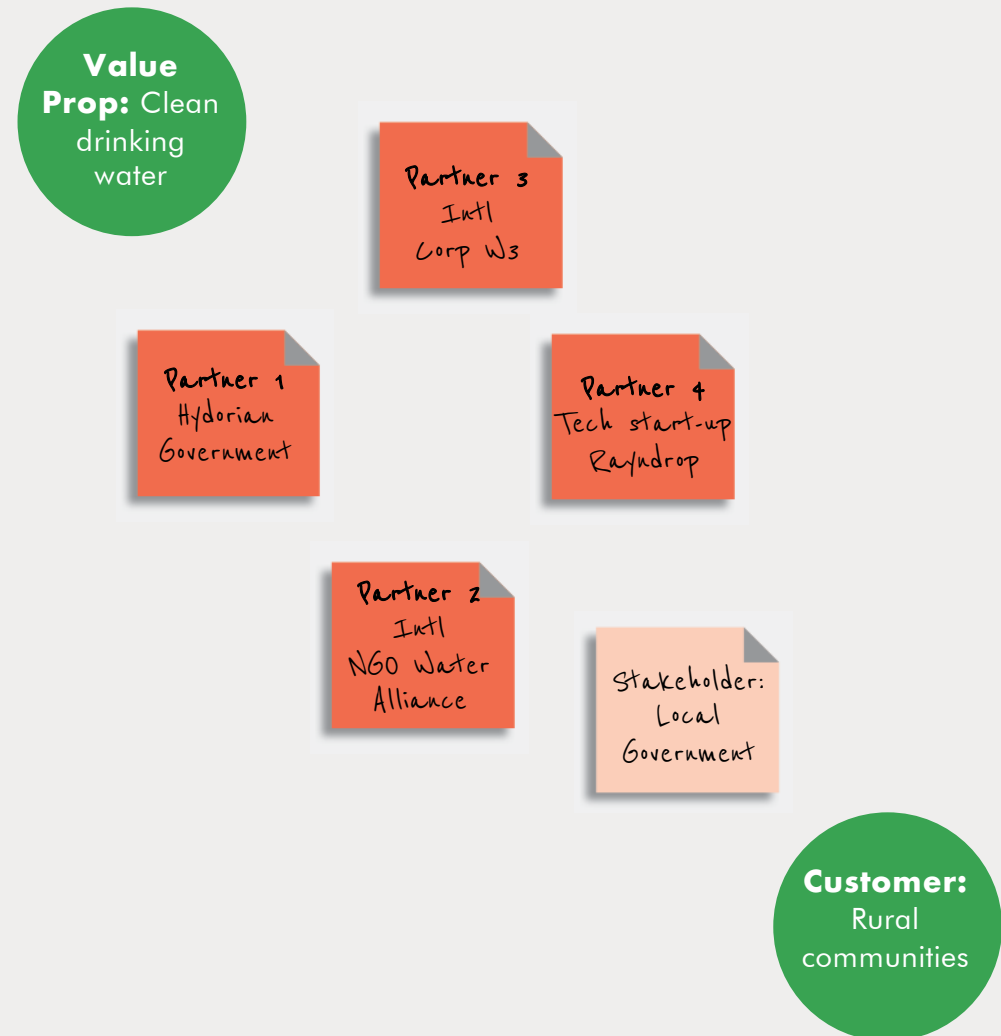 Value
Prop: Clean
drinking
water
Partner 3
Intl
Corp W3
Partner 1
Hydorian
Government
Partner 4
Tech start-up
Rayndrop
Partner 2
Intl
NGO Water
Alliance
Stakeholder:
Local
Government
Customer:
Rural
communities